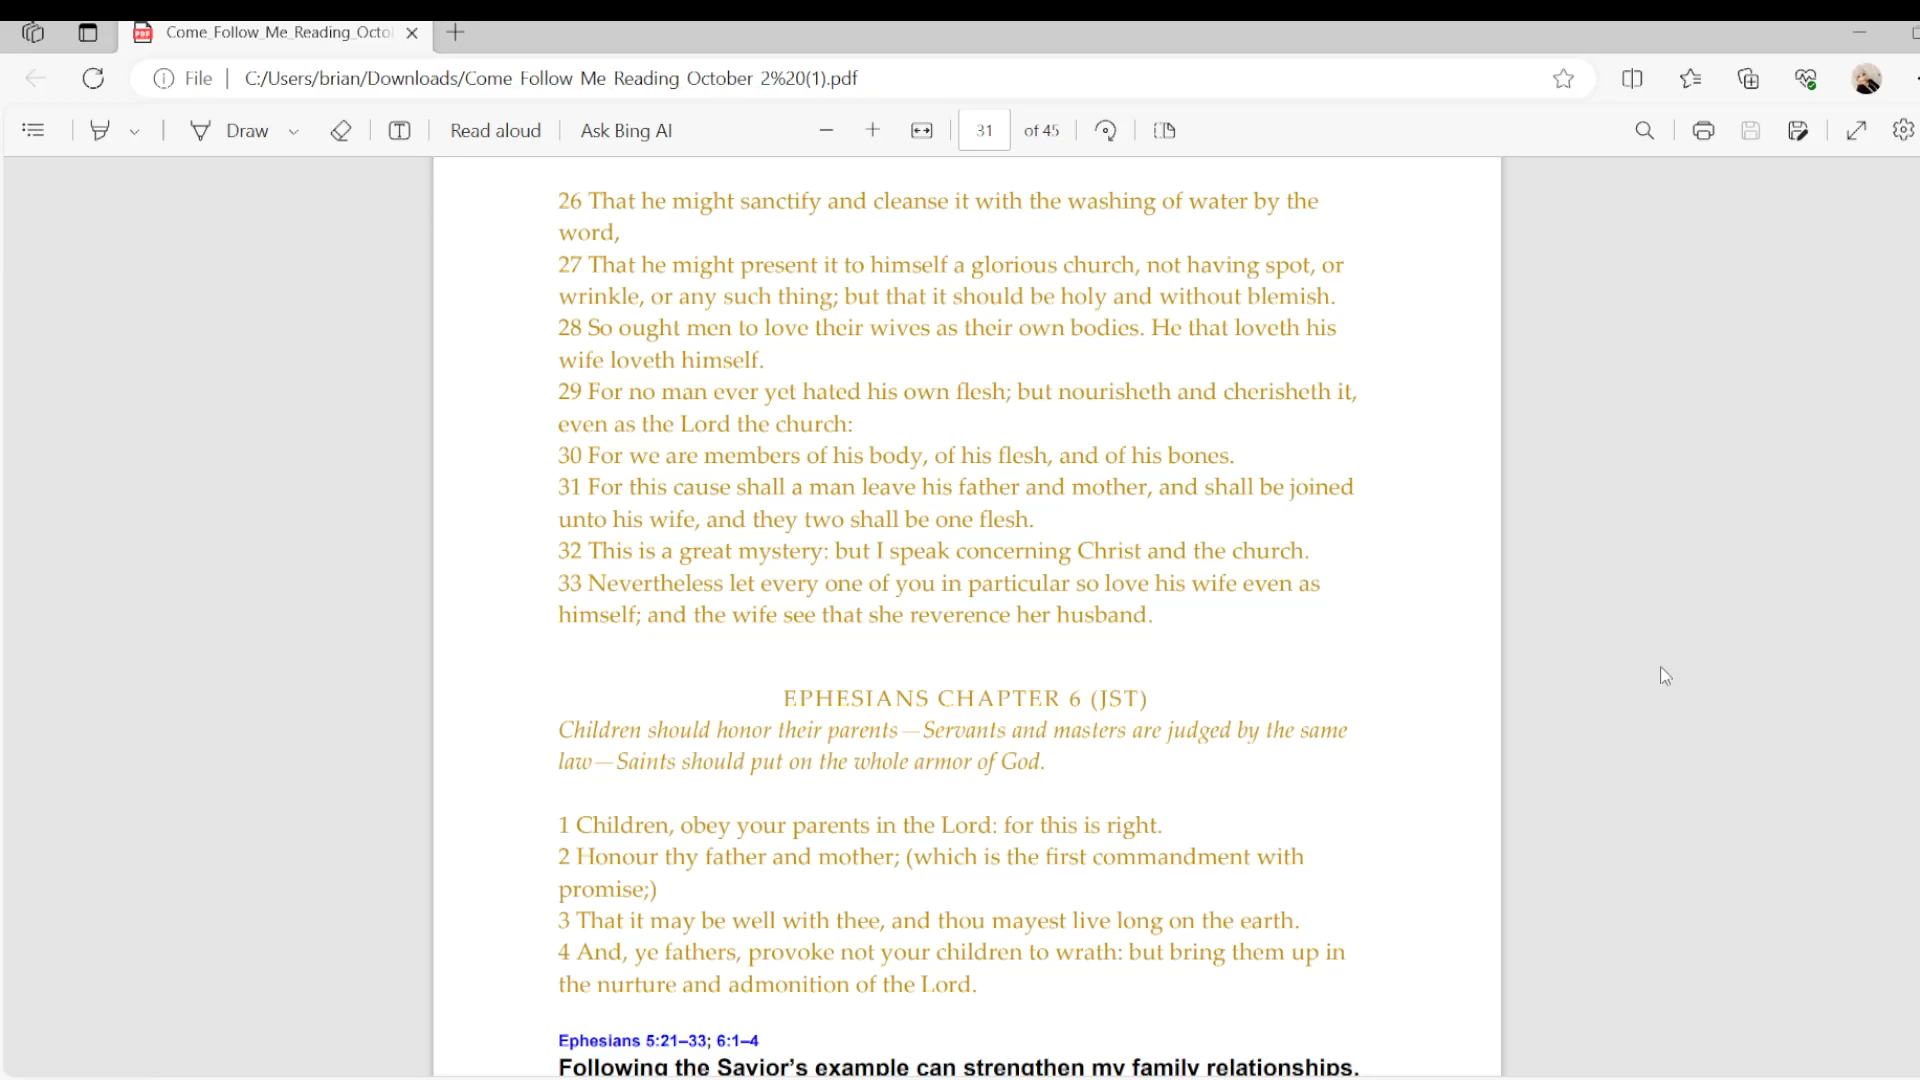 Come_Follow_Me_Reading_Octo
File
C:/Users/brian/Downloads/Come Follow Me Reading October 2%20(1).pdf
Draw
Read aloud
Ask Bing AI
31 of 45
26 That he might sanctify and cleanse it with the washing of water by the
word,
27 That he might present it to himself a glorious church, not having spot, or
wrinkle, or any such thing; but that it should be holy and without blemish.
28 So ought men to love their wives as their own bodies. He that loveth his
wife loveth himself.
29 For no man ever yet hated his own flesh; but nourisheth and cherisheth it,
even as the Lord the church:
30 For we are members of his body, of his flesh, and of his bones.
31 For this cause shall a man leave his father and mother, and shall be joined
unto his wife, and they two shall be one flesh.
32 This is a great mystery: but I speak concerning Christ and the church.
33 Nevertheless let every one of you in particular so love his wife even as
himself; and the wife see that she reverence her husband.
EPHESIANS CHAPTER 6 (JST)
Children should honor their parents—Servants and masters are judged by the same
law—Saints should put on the whole armor of God.
1 Children, obey your parents in the Lord: for this is right.
2 Honour thy father and mother; (which is the first commandment with
promise;)
3 That it may be well with thee, and thou mayest live long on the earth.
4 And, ye fathers, provoke not your children to wrath: but bring them up in
the nurture and admonition of the Lord.
Ephesians 5:21–33; 6:1–4
Following the Savior's example can strengthen my family relationships.